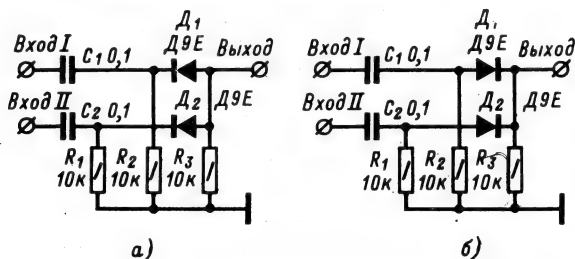 Д₁
Вход I C₁ 0,1 Д9Е Выход
Вход II C₂ 0,1 Д₂ Д9Е
R₁ R₂ R₃
10к 10к 10к
а)
Д₁
Вход I C₁ 0,1 Д9Е Выход
Вход II C₂ 0,1 Д2 Д9Е
R₁ R₂ R₃
10к 10к 10к
б)